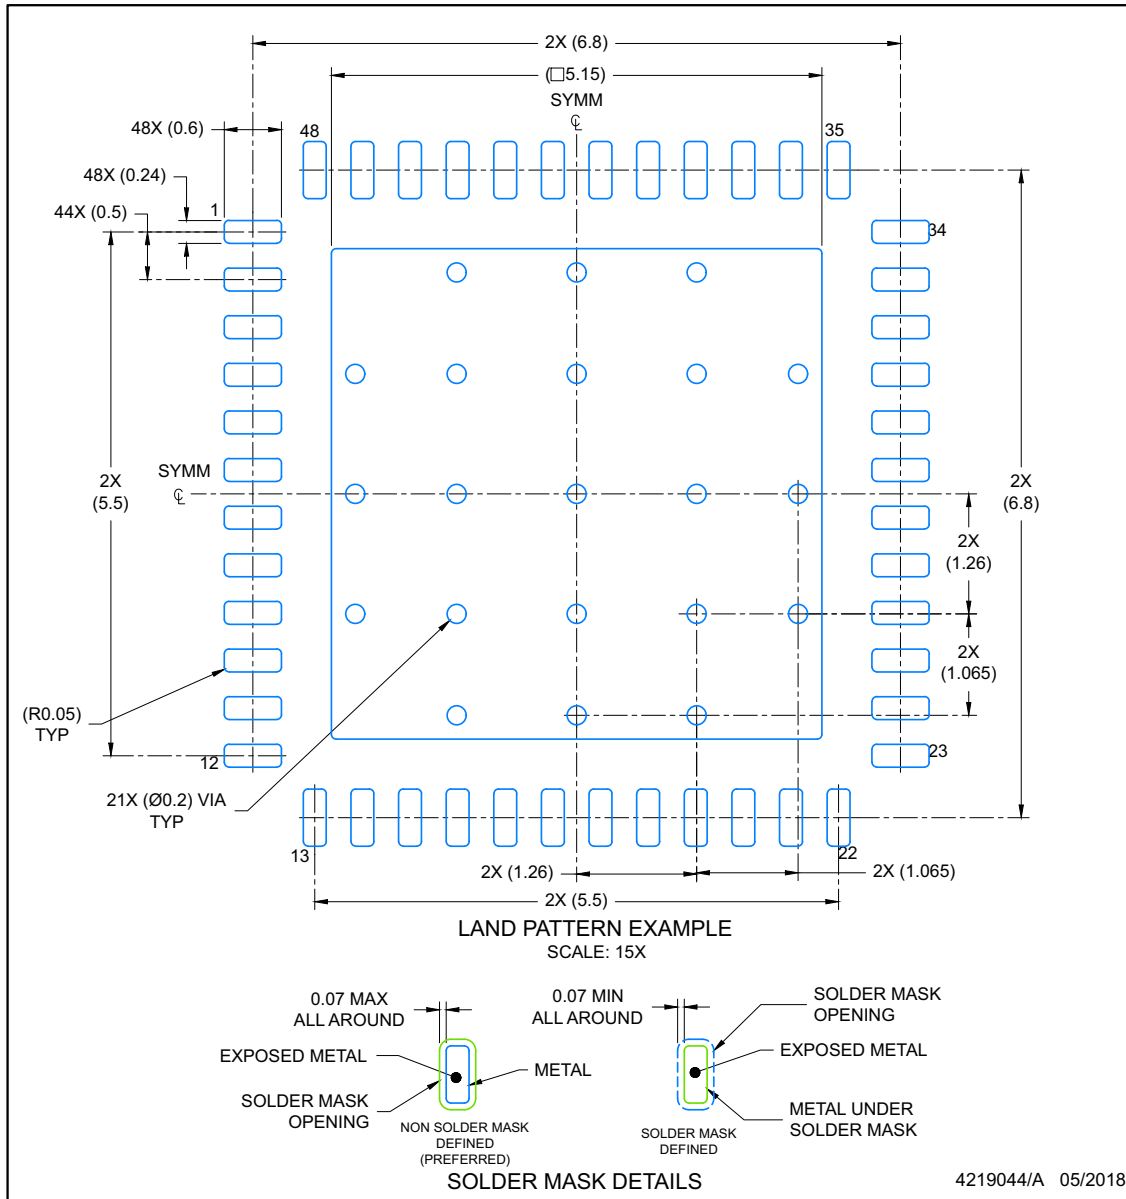 2X (6.8)
(□5.15)
SYMM
℄
48X (0.6)
48
35
48X (0.24)
44X (0.5)
1
34
SYMM
℄
2X
(5.5)
2X
(6.8)
2X
(1.26)
2X
(1.065)
(R0.05)
TYP
12
23
21X (Ø0.2) VIA
TYP
13
22
2X (1.26)
2X (1.065)
2X (5.5)
LAND PATTERN EXAMPLE
SCALE: 15X
0.07 MAX
ALL AROUND
0.07 MIN
ALL AROUND
SOLDER MASK
OPENING
EXPOSED METAL
METAL
EXPOSED METAL
SOLDER MASK
OPENING
METAL UNDER
SOLDER MASK
NON SOLDER MASK
DEFINED
(PREFERRED)
SOLDER MASK
DEFINED
SOLDER MASK DETAILS
4219044/A 05/2018